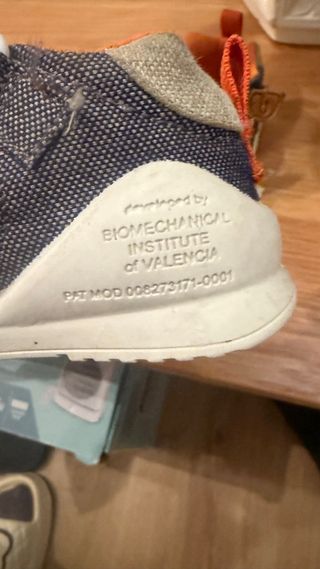 developed by
BIOMECHANICAL
INSTITUTE
of VALENCIA
PAT MOD 008273171-0001